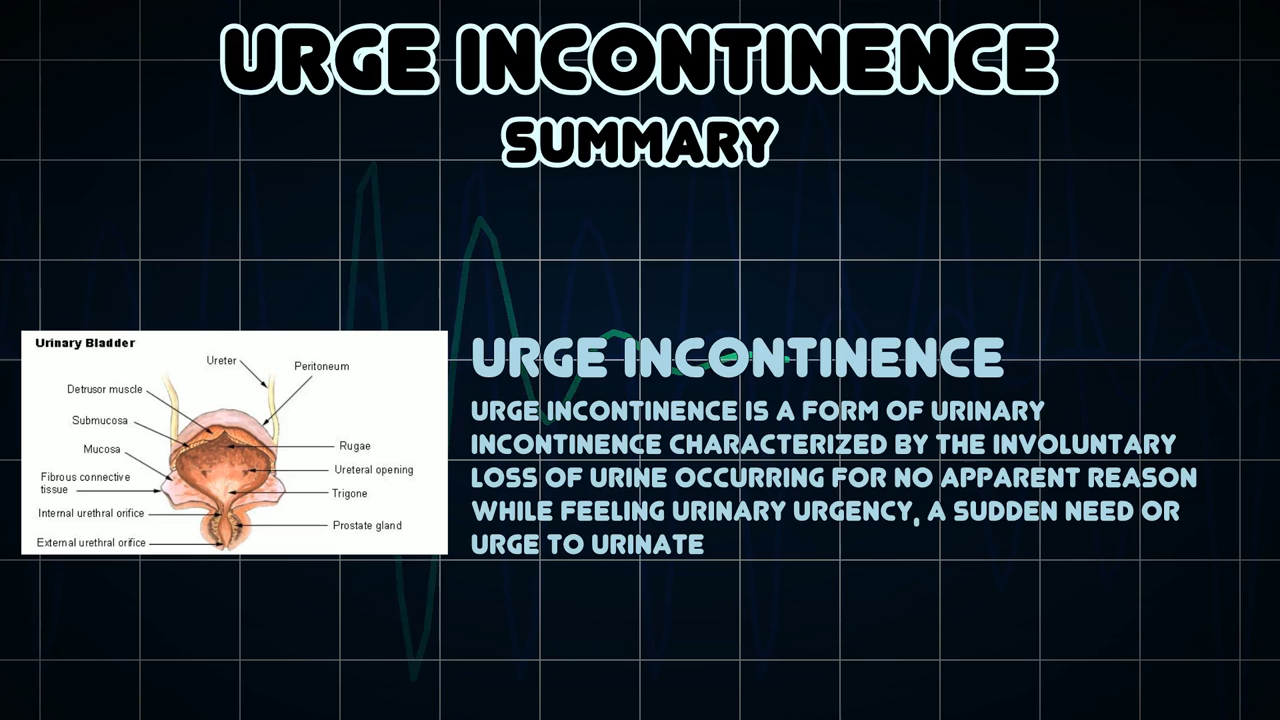 URGE INCONTINENCE
SUMMARY
Urinary Bladder
Ureter
Peritoneum
Detrusor muscle
Submucosa
Mucosa
Rugae
Ureteral opening
Fibrous connective
tissue
Trigone
Internal urethral orifice
Prostate gland
External urethral orifice
URGE INCONTINENCE
URGE INCONTINENCE IS A FORM OF URINARY
INCONTINENCE CHARACTERIZED BY THE INVOLUNTARY
LOSS OF URINE OCCURRING FOR NO APPARENT REASON
WHILE FEELING URINARY URGENCY, A SUDDEN NEED OR
URGE TO URINATE